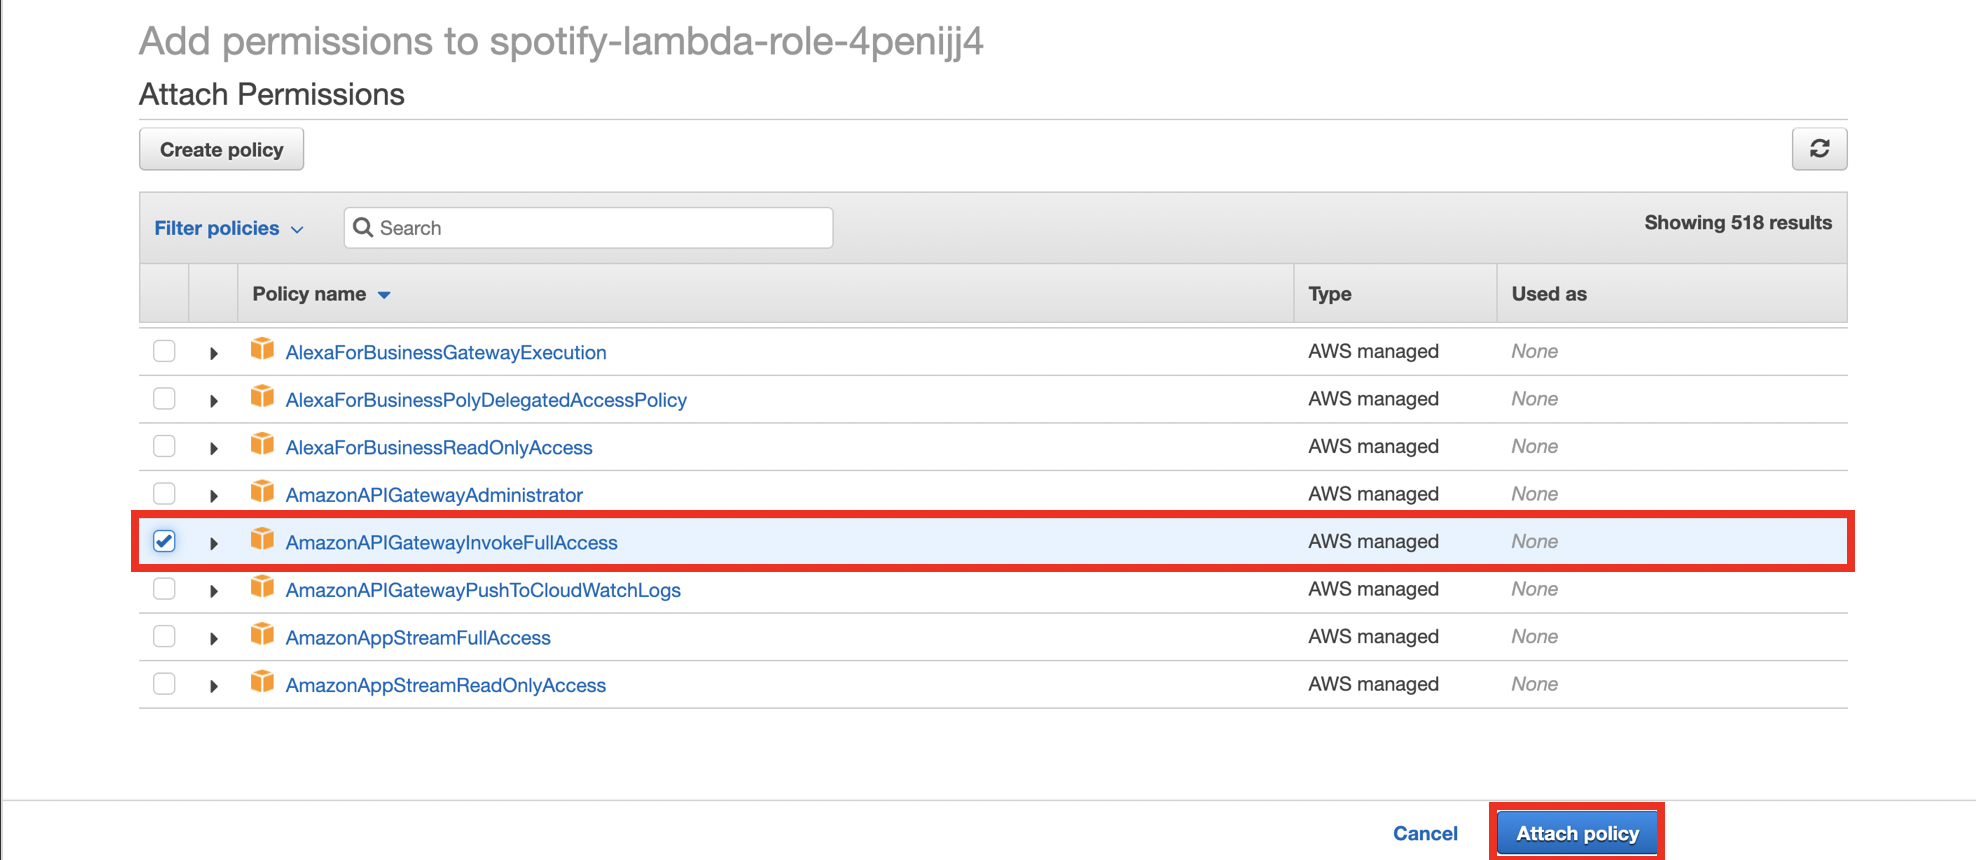 Add permissions to spotify-lambda-role-4penijj4
Attach Permissions
Create policy
Filter policies Search Showing 518 results
Policy name Type Used as
AlexaForBusinessGatewayExecution AWS managed None
AlexaForBusinessPolyDelegatedAccessPolicy AWS managed None
AlexaForBusinessReadOnlyAccess AWS managed None
AmazonAPIGatewayAdministrator AWS managed None
AmazonAPIGatewayInvokeFullAccess AWS managed None
AmazonAPIGatewayPushToCloudWatchLogs AWS managed None
AmazonAppStreamFullAccess AWS managed None
AmazonAppStreamReadOnlyAccess AWS managed None
Cancel Attach policy